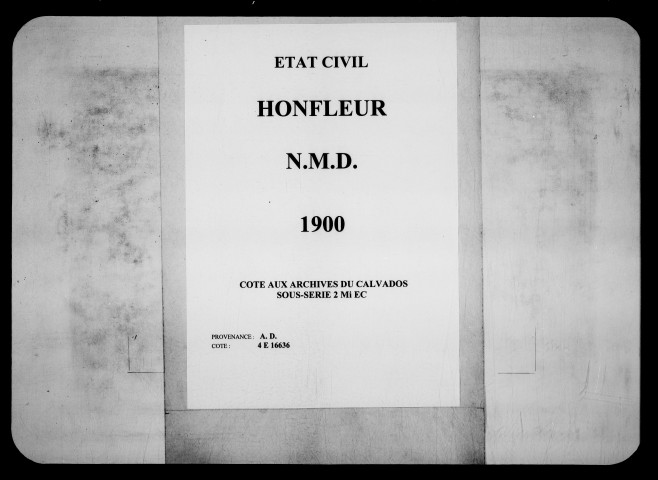 ETAT CIVIL
HONFLEUR
N.M.D.
1900
COTE AUX ARCHIVES DU CALVADOS
SOUS-SERIE 2 Mi EC
PROVENANCE : A. D.
COTE : 4 E 16636